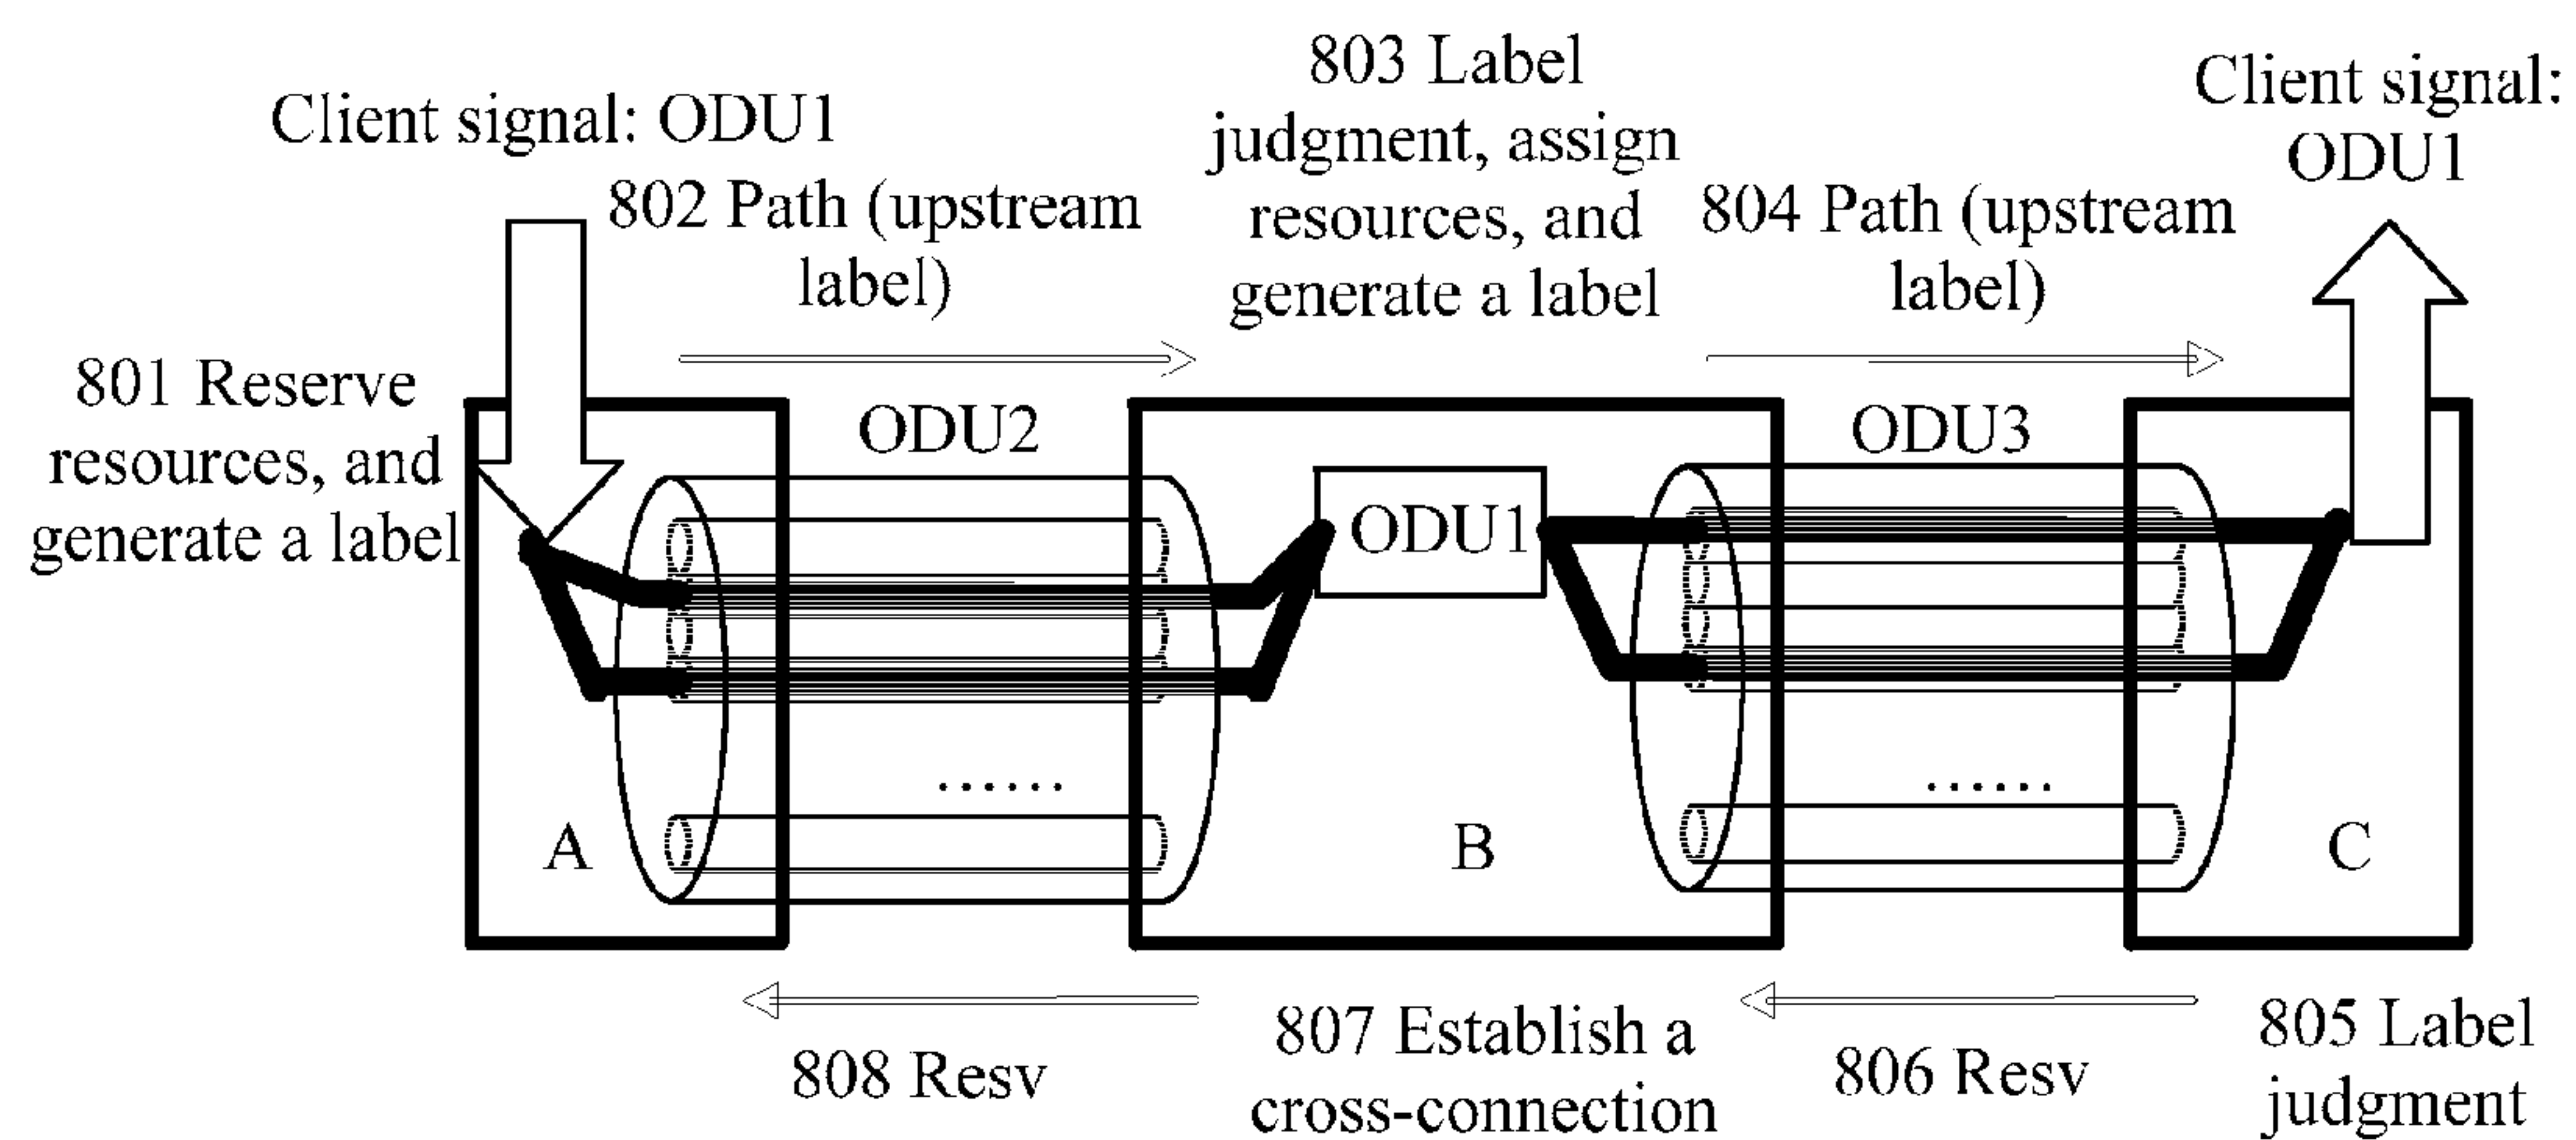 Client signal: ODU1
802 Path (upstream
label)
803 Label
judgment, assign
resources, and
generate a label
804 Path (upstream
label)
Client signal:
ODU1
801 Reserve
resources, and
generate a label
ODU2
ODU1
ODU3
......
......
A
B
C
808 Resv
807 Establish a
cross-connection
806 Resv
805 Label
judgment